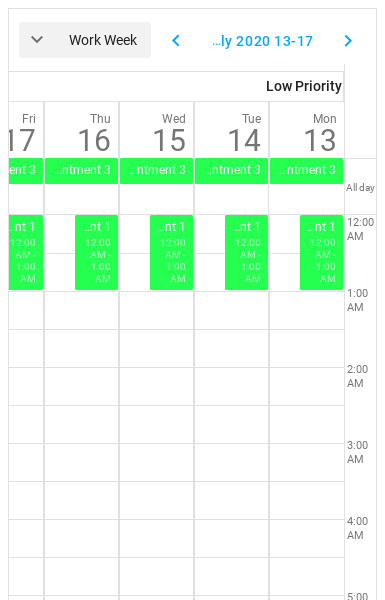 Work Week
...ly 2020 13-17
Low Priority
Mon
13
Tue
14
Wed
15
Thu
16
Fri
17
All day
...ntment 3
...ntment 3
...ntment 3
...ntment 3
ent 3
12:00 AM
...nt 1
12:00
AM -
1:00
AM
...nt 1
12:00
AM -
1:00
AM
...nt 1
12:00
AM -
1:00
AM
...nt 1
12:00
AM -
1:00
AM
...nt 1
12:00
AM -
1:00
AM
1:00
AM
2:00
AM
3:00
AM
4:00
AM
5:00